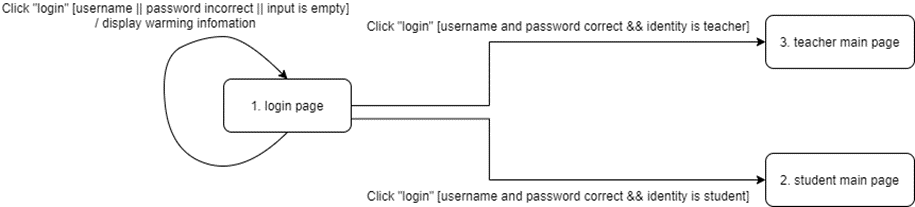 Click "login" [username || password incorrect || input is empty]
/ display warming infomation
Click "login" [username and password correct && identity is teacher]
3. teacher main page
1. login page
2. student main page
Click "login" [username and password correct && identity is student]